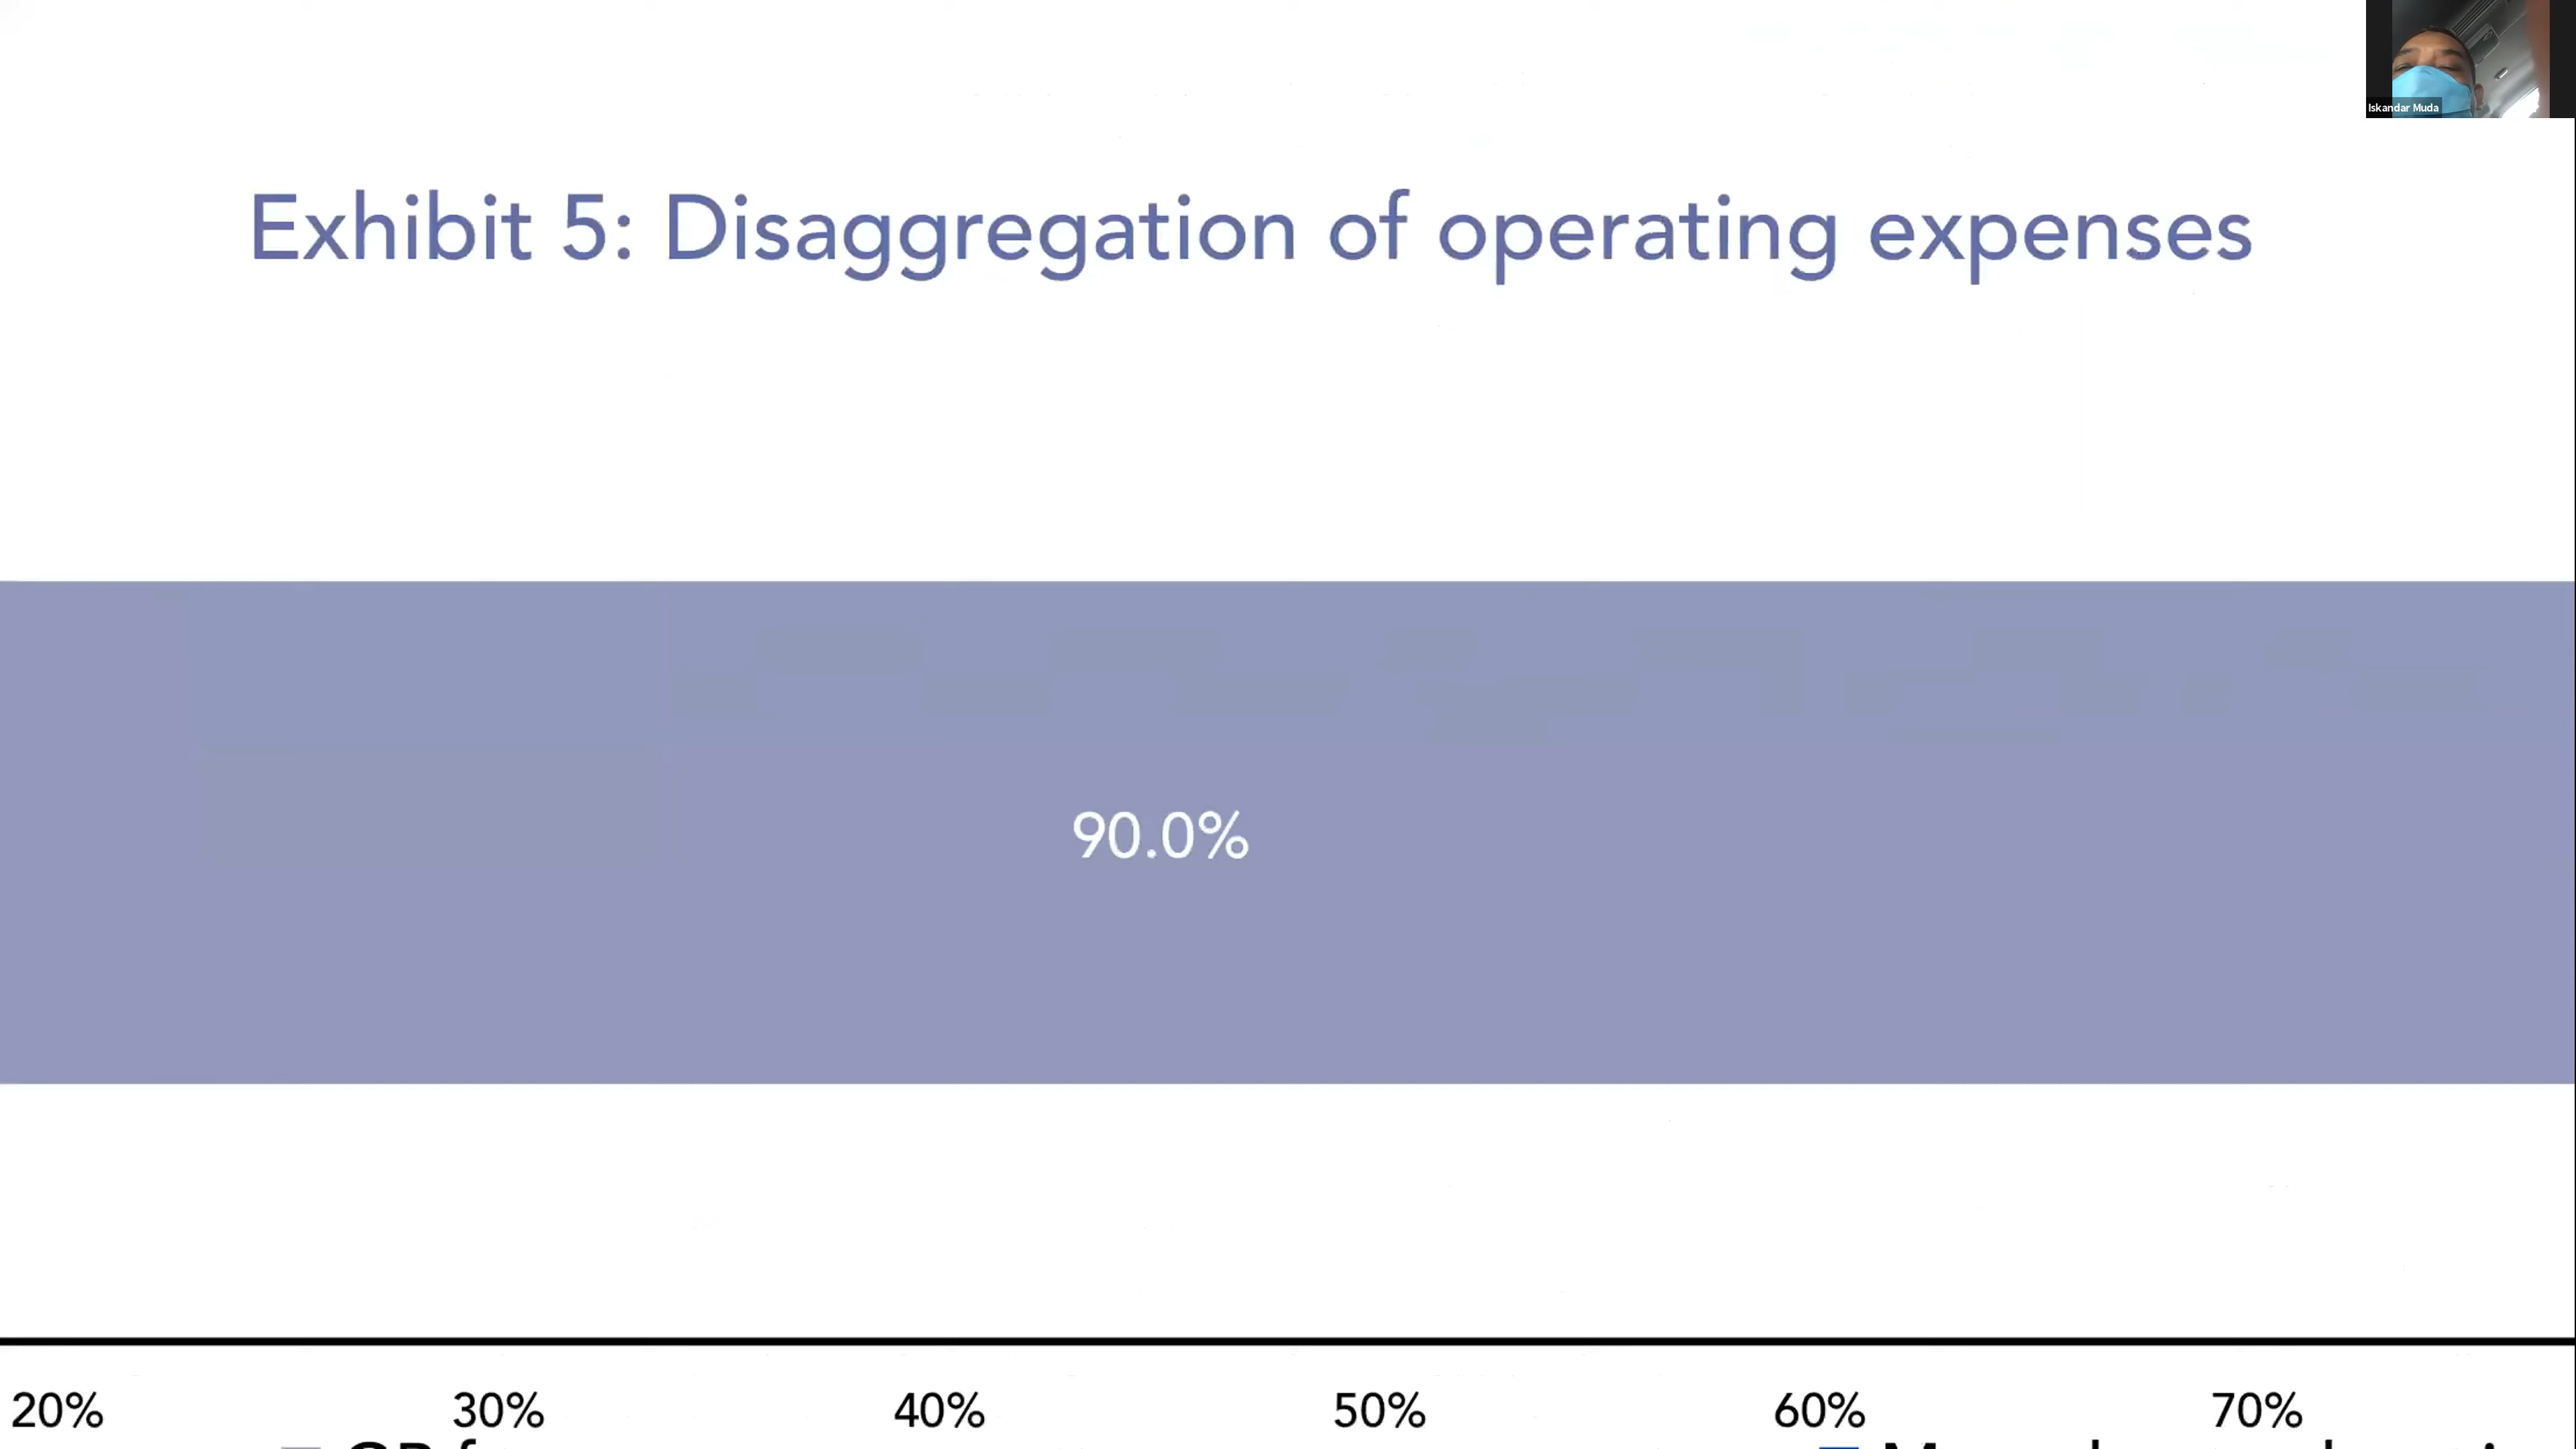 Iskandar Muda
Exhibit 5: Disaggregation of operating expenses
90.0%
20% 30% 40% 50% 60% 70%